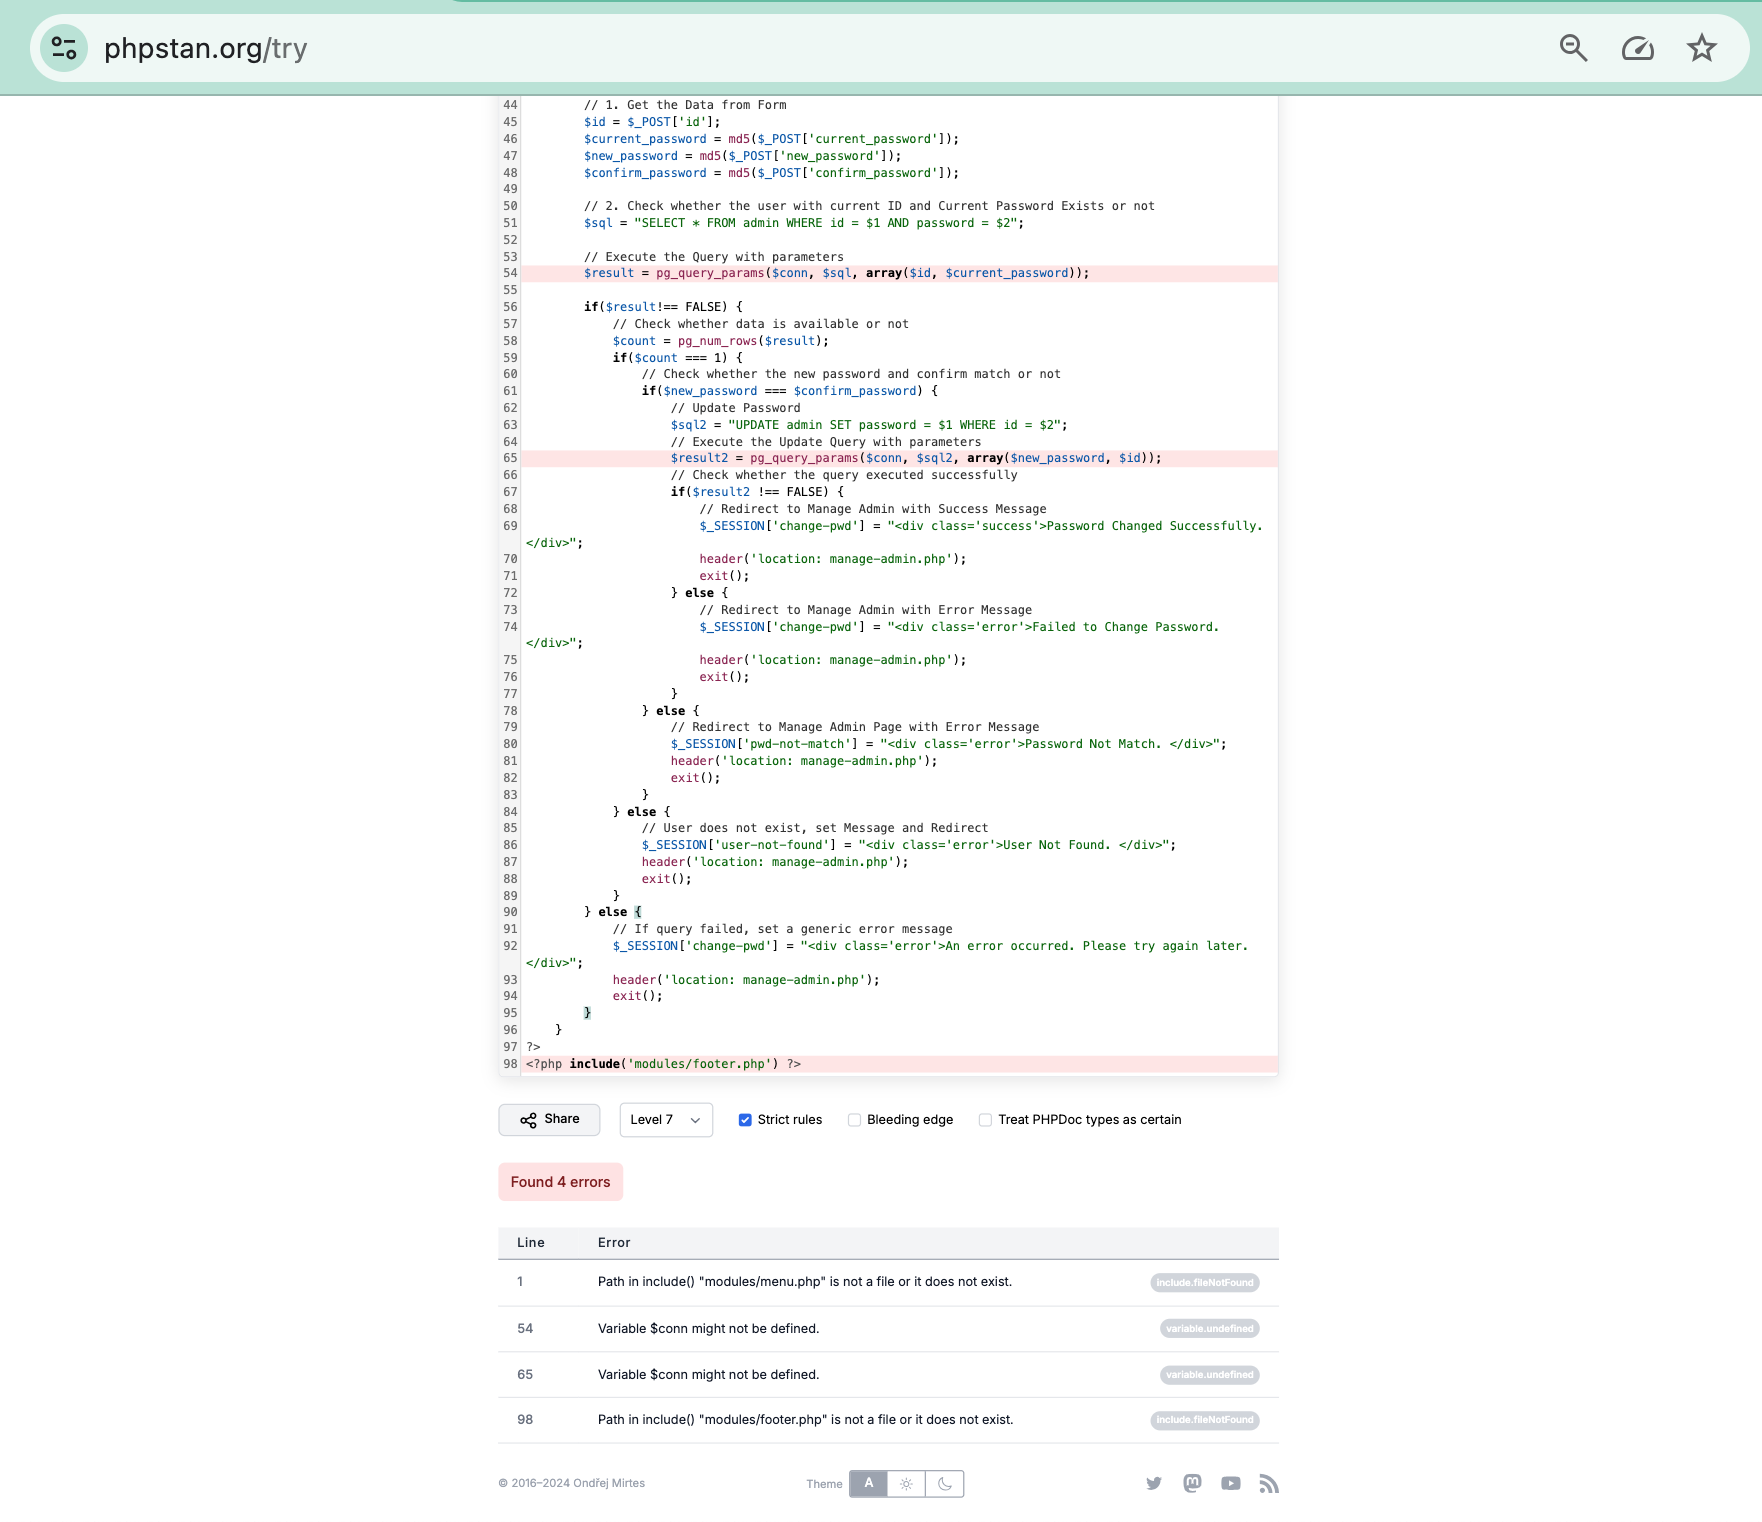 phpstan.org/try
44 // 1. Get the Data from Form
45 $id = $_POST['id'];
46 $current_password = md5($_POST['current_password']);
47 $new_password = md5($_POST['new_password']);
48 $confirm_password = md5($_POST['confirm_password']);
49
50 // 2. Check whether the user with current ID and Current Password Exists or not
51 $sql = "SELECT * FROM admin WHERE id = $1 AND password = $2";
52
53 // Execute the Query with parameters
54 $result = pg_query_params($conn, $sql, array($id, $current_password));
55
56 if($result!== FALSE) {
57 // Check whether data is available or not
58 $count = pg_num_rows($result);
59 if($count === 1) {
60 // Check whether the new password and confirm match or not
61 if($new_password === $confirm_password) {
62 // Update Password
63 $sql2 = "UPDATE admin SET password = $1 WHERE id = $2";
64 // Execute the Update Query with parameters
65 $result2 = pg_query_params($conn, $sql2, array($new_password, $id));
66 // Check whether the query executed successfully
67 if($result2 !== FALSE) {
68 // Redirect to Manage Admin with Success Message
69 $_SESSION['change-pwd'] = "<div class='success'>Password Changed Successfully.
</div>";
70 header('location: manage-admin.php');
71 exit();
72 } else {
73 // Redirect to Manage Admin with Error Message
74 $_SESSION['change-pwd'] = "<div class='error'>Failed to Change Password.
</div>";
75 header('location: manage-admin.php');
76 exit();
77 }
78 } else {
79 // Redirect to Manage Admin Page with Error Message
80 $_SESSION['pwd-not-match'] = "<div class='error'>Password Not Match. </div>";
81 header('location: manage-admin.php');
82 exit();
83 }
84 } else {
85 // User does not exist, set Message and Redirect
86 $_SESSION['user-not-found'] = "<div class='error'>User Not Found. </div>";
87 header('location: manage-admin.php');
88 exit();
89 }
90 } else {
91 // If query failed, set a generic error message
92 $_SESSION['change-pwd'] = "<div class='error'>An error occurred. Please try again later.
</div>";
93 header('location: manage-admin.php');
94 exit();
95 }
96 }
97 ?>
98 <?php include('modules/footer.php') ?>
Share Level 7 Strict rules Bleeding edge Treat PHPDoc types as certain
Found 4 errors
Line Error
1 Path in include() "modules/menu.php" is not a file or it does not exist. include.fileNotFound
54 Variable $conn might not be defined. variable.undefined
65 Variable $conn might not be defined. variable.undefined
98 Path in include() "modules/footer.php" is not a file or it does not exist. include.fileNotFound
© 2016–2024 Ondřej Mirtes Theme A